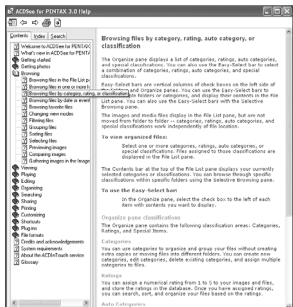 ACDSee for PENTAX 3.0 Help
Contents Index Search
Welcome to ACDSee for PENTAX
What's new in ACDSee for PENTAX
Getting started
Getting photos
Browsing
Browsing files in the File List p
Browsing files in one or more f
Browsing files by category, rating, or classification
Browsing files by date or event
Browsing favorite files
Changing view modes
Filtering files
Grouping files
Sorting files
Selecting files
Previewing images
Comparing images
Gathering images in the Image
Viewing
Playing
Editing
Organizing
Searching
Sharing
Printing
Customizing
Shortcuts
Plug-ins
File formats
Credits and acknowledgements
System requirements
About the ACDInTouch service
Glossary
Browsing files by category, rating, auto category, or
classification
The Organize pane displays a list of categories, ratings, auto categories,
and special classifications. You can also use the Easy-Select bar to select
a combination of categories, ratings, auto categories, and special
classifications.
Easy-Select bars are vertical columns of check boxes on the left side of
the Folders and Organize panes. You can use the Easy-Select bar to
folders or categories, and display their contents in the File
List pane. You can also use the Easy-Select bar with the Selective
Browsing pane.
The images and media files display in the File List pane, but are not
moved from folder to folder -- categories, ratings, auto categories, and
special classifications work independently of file location.
To view organized files:
Select one or more categories, ratings, auto categories, or
special classifications. Files assigned to those classifications are
displayed in the File List pane.
The Contents bar at the top of the File List pane displays your currently
selected categories or classifications. You can browse through specific
classifications within specific folders using the Selective Browsing pane.
To use the Easy-Select bar:
In the Organize pane, select the check box to the left of each
item with contents you want to display.
Organize pane classifications
The Organize pane contains the following classification areas: Categories,
Ratings, and Special Items.
Categories
You can use categories to organize and group your files without creating
extra copies or moving files into different folders. You can create new
categories, edit categories, delete existing categories, and assign multiple
categories to files.
Ratings
You can assign a numerical rating from 1 to 5 to your images and files,
and store the ratings in the database. Once you have assigned ratings,
you can search, sort, and organize your files based on the ratings.
Auto Categories